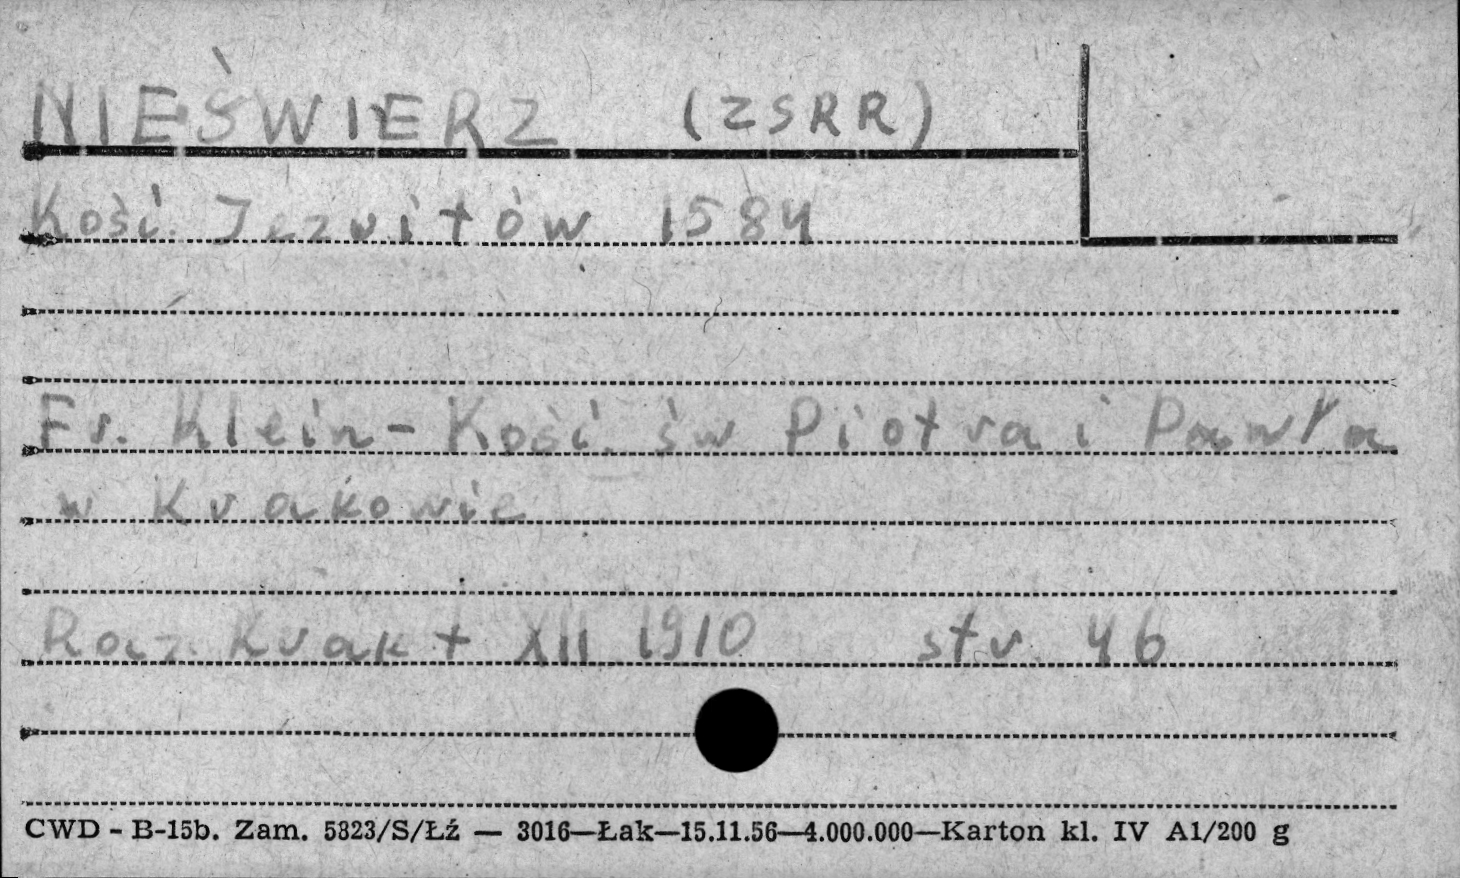 NIEŚWIERZ (ZSRR)
Kość. Jezuitów 1584
Fr. Klein - Kość. św Piotra i Pawła
w Krakowie
Rocz. Krak t XII 1910 str. 46
CWD - B-15b. Zam. 5823/S/Łź — 3016—Łak—15.11.56—4.000.000—Karton kl. IV A1/200 g